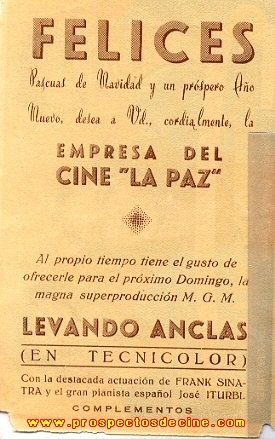 FELICES
Pascuas de Navidad y un próspero Año
Nuevo, desea a Vd., cordialmente, la
EMPRESA DEL
CINE "LA PAZ"
Al propio tiempo tiene el gusto de
ofrecerle para el próximo Domingo, la
magna superproducción M. G. M.
LEVANDO ANCLAS
(EN TECNICOLOR)
Con la destacada actuación de FRANK SINA-
TRA y el gran pianista español José ITURBI.
COMPLEMENTOS
www.prospectosdecine.com